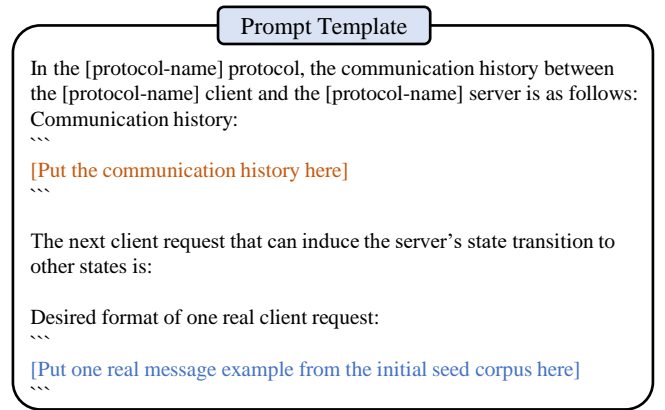 Prompt Template
In the [protocol-name] protocol, the communication history between
the [protocol-name] client and the [protocol-name] server is as follows:
Communication history:
```
[Put the communication history here]
```
The next client request that can induce the server's state transition to
other states is:
Desired format of one real client request:
```
[Put one real message example from the initial seed corpus here]
```